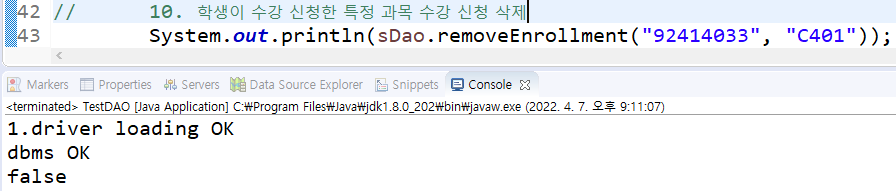 42 // 10. 학생이 수강 신청한 특정 과목 수강 신청 삭제
43 System.out.println(sDao.removeEnrollment("92414033", "C401"));
Markers Properties Servers Data Source Explorer Snippets Console
<terminated> TestDAO [Java Application] C:₩Program Files₩Java₩jdk1.8.0_202₩bin₩javaw.exe (2022. 4. 7. 오후 9:11:07)
1.driver loading OK
dbms OK
false